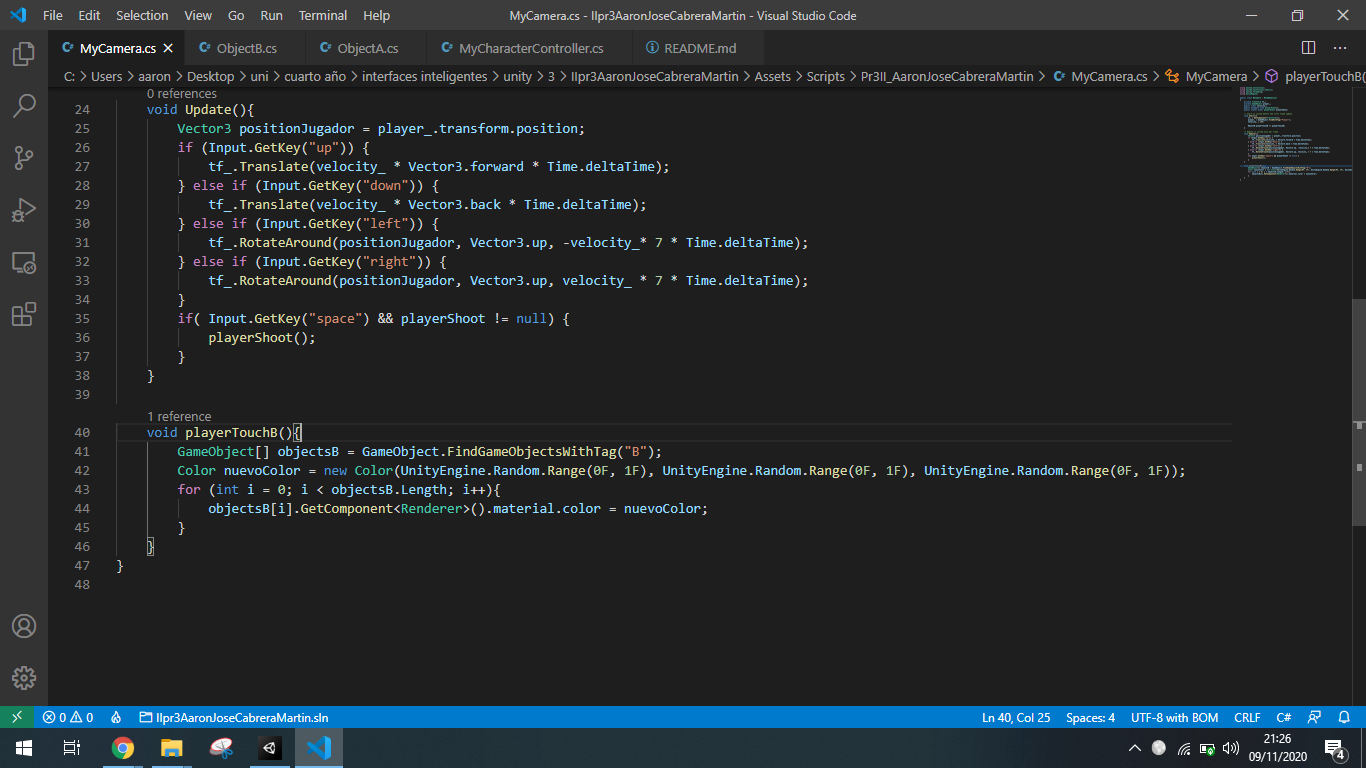 File Edit Selection View Go Run Terminal Help MyCamera.cs - IIpr3AaronJoseCabreraMartin - Visual Studio Code
MyCamera.cs ObjectB.cs ObjectA.cs MyCharacterController.cs README.md
C: > Users > aaron > Desktop > uni > cuarto año > interfaces inteligentes > unity > 3 > IIpr3AaronJoseCabreraMartin > Assets > Scripts > Pr3II_AaronJoseCabreraMartin > MyCamera.cs > MyCamera > playerTouchB(
0 references
24 void Update(){
25 Vector3 positionJugador = player_.transform.position;
26 if (Input.GetKey("up")) {
27 tf_.Translate(velocity_ * Vector3.forward * Time.deltaTime);
28 } else if (Input.GetKey("down")) {
29 tf_.Translate(velocity_ * Vector3.back * Time.deltaTime);
30 } else if (Input.GetKey("left")) {
31 tf_.RotateAround(positionJugador, Vector3.up, -velocity_* 7 * Time.deltaTime);
32 } else if (Input.GetKey("right")) {
33 tf_.RotateAround(positionJugador, Vector3.up, velocity_ * 7 * Time.deltaTime);
34 }
35 if( Input.GetKey("space") && playerShoot != null) {
36 playerShoot();
37 }
38 }
39
1 reference
40 void playerTouchB(){
41 GameObject[] objectsB = GameObject.FindGameObjectsWithTag("B");
42 Color nuevoColor = new Color(UnityEngine.Random.Range(0F, 1F), UnityEngine.Random.Range(0F, 1F), UnityEngine.Random.Range(0F, 1F));
43 for (int i = 0; i < objectsB.Length; i++){
44 objectsB[i].GetComponent<Renderer>().material.color = nuevoColor;
45 }
46 }
47 }
48
0 0 IIpr3AaronJoseCabreraMartin.sln Ln 40, Col 25 Spaces: 4 UTF-8 with BOM CRLF C#
21:26
09/11/2020
4